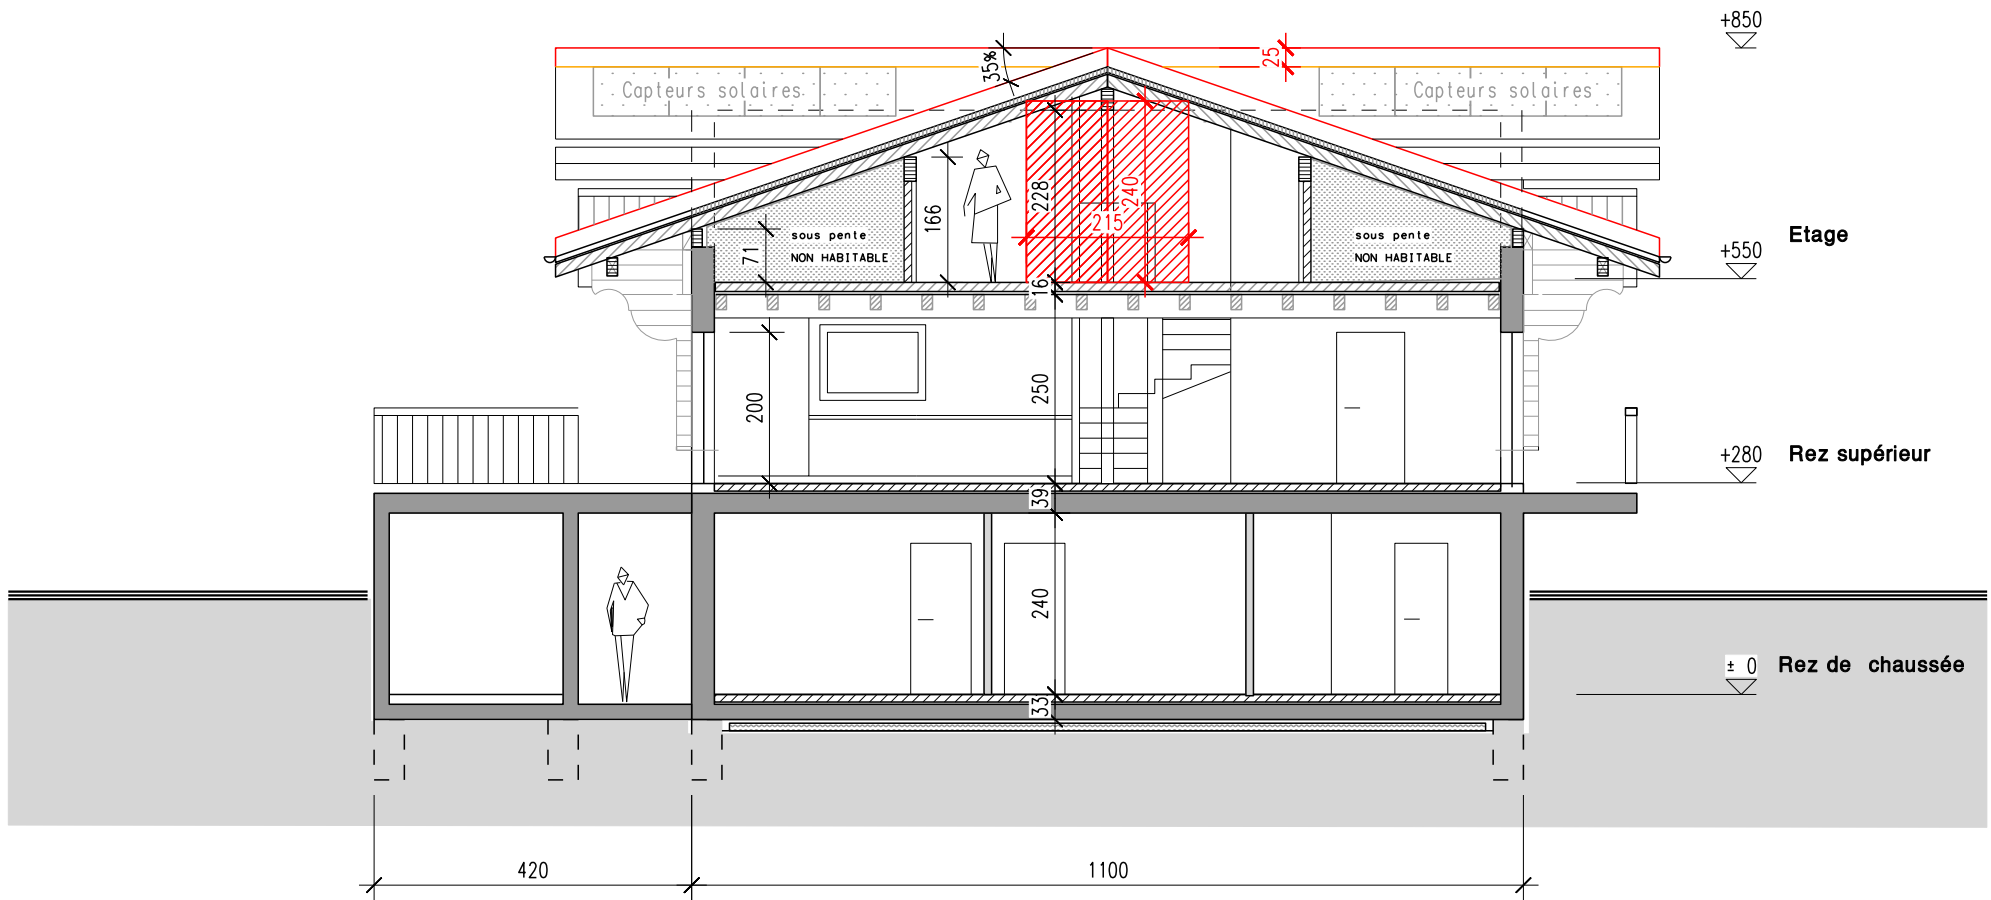 +850
35%
25
Capteurs solaires
Capteurs solaires
228
240
166
215
71
sous pente
NON HABITABLE
sous pente
NON HABITABLE
Etage
+550
16
250
200
+280
Rez supérieur
39
240
± 0
Rez de chaussée
33
420
1100